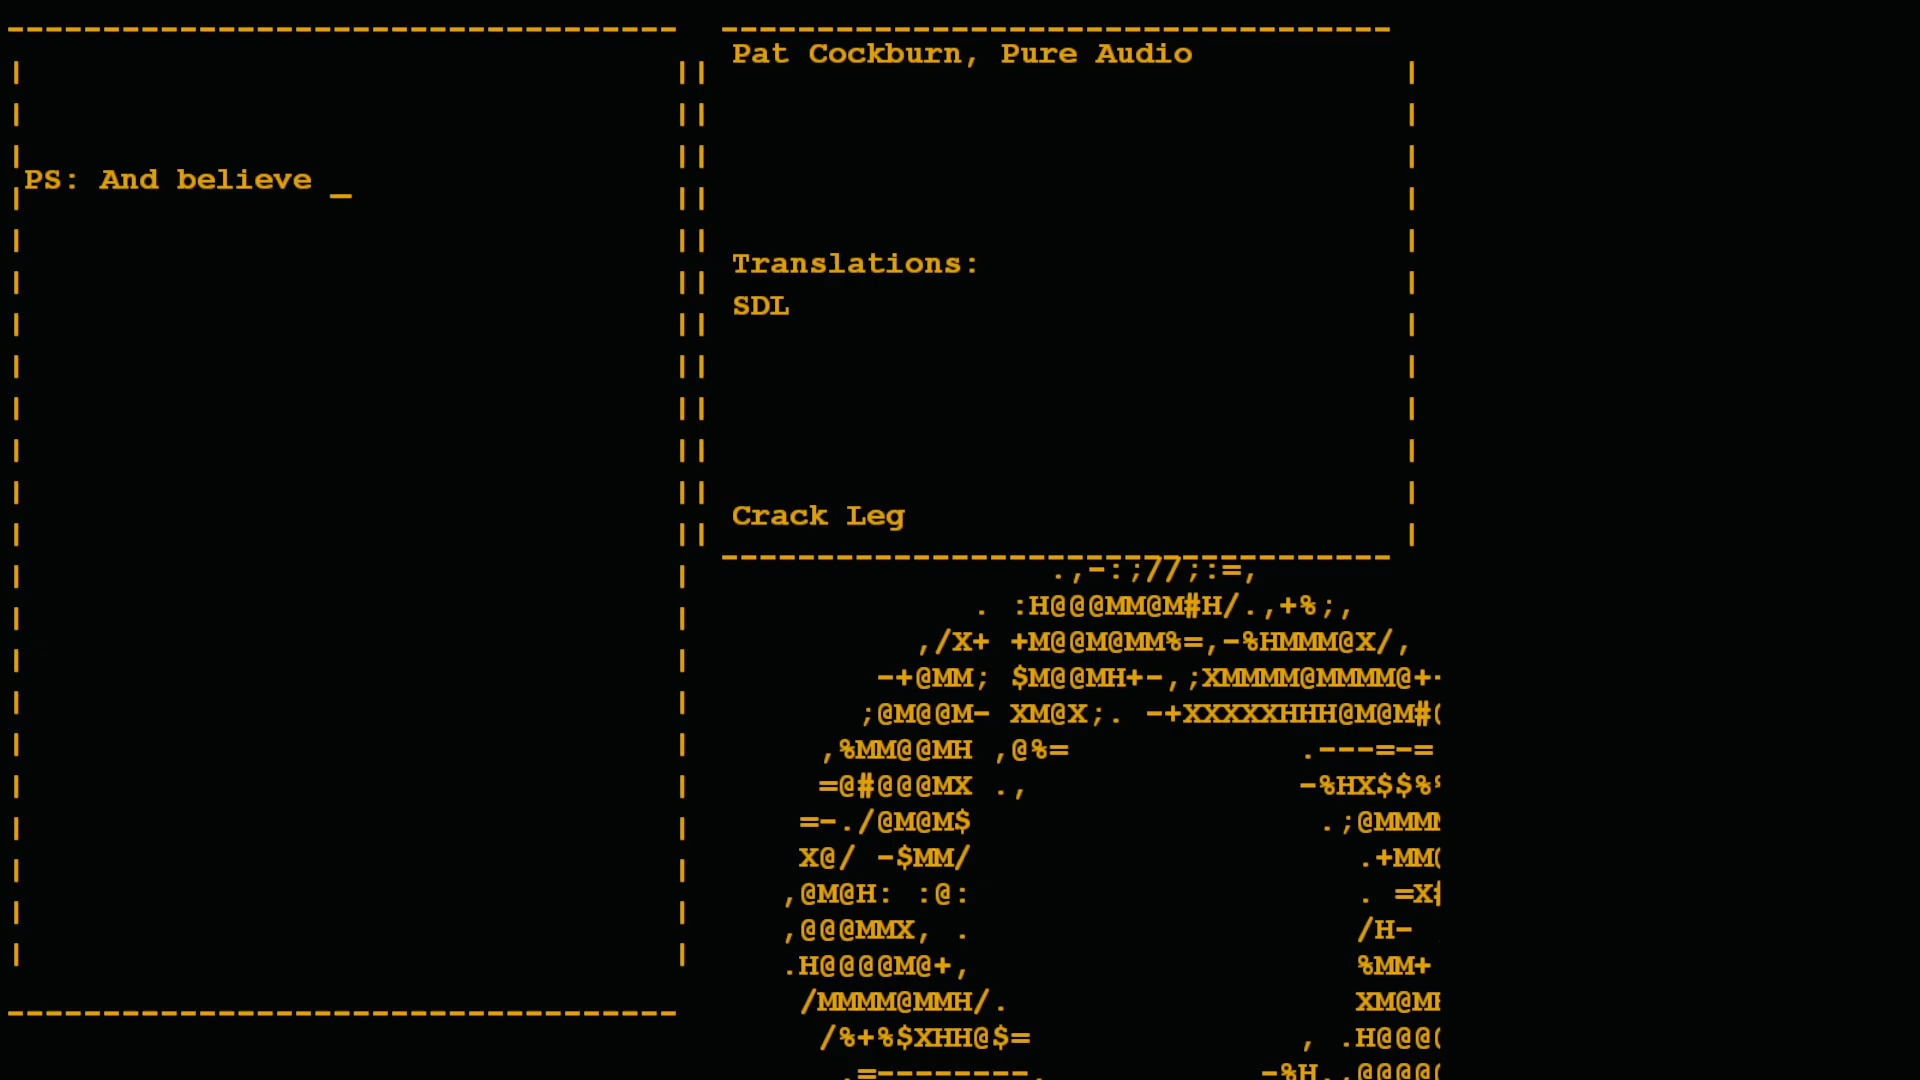 PS: And believe _
Pat Cockburn, Pure Audio
Translations:
SDL
Crack Leg